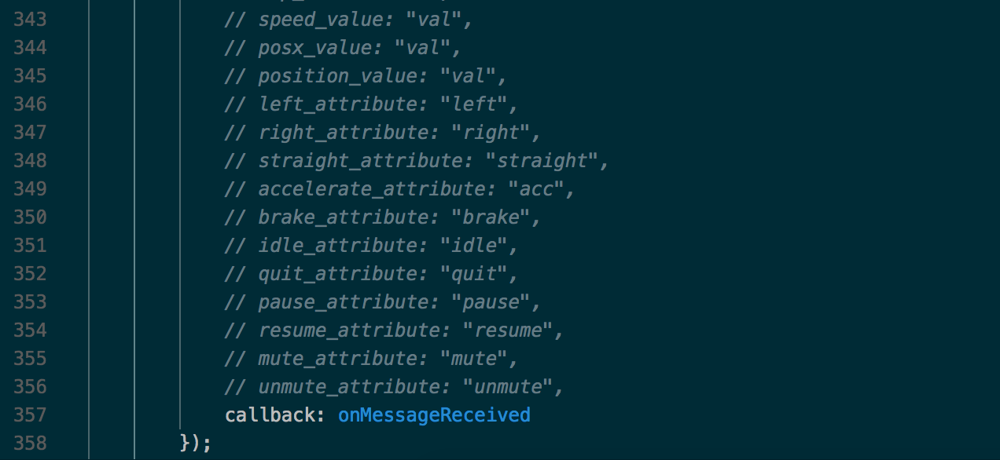 343 // speed_value: "val",
344 // posx_value: "val",
345 // position_value: "val",
346 // left_attribute: "left",
347 // right_attribute: "right",
348 // straight_attribute: "straight",
349 // accelerate_attribute: "acc",
350 // brake_attribute: "brake",
351 // idle_attribute: "idle",
352 // quit_attribute: "quit",
353 // pause_attribute: "pause",
354 // resume_attribute: "resume",
355 // mute_attribute: "mute",
356 // unmute_attribute: "unmute",
357 callback: onMessageReceived
358 });